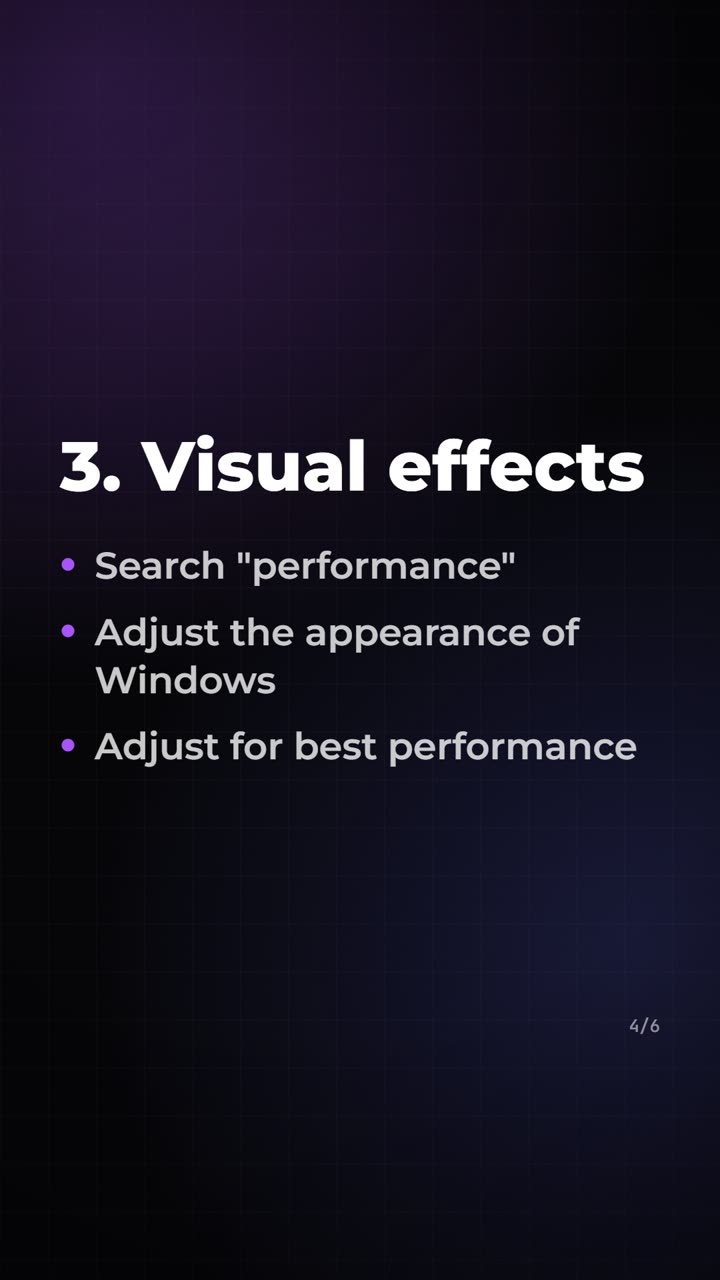 3. Visual effects
• Search "performance"
• Adjust the appearance of
Windows
• Adjust for best performance
4/6